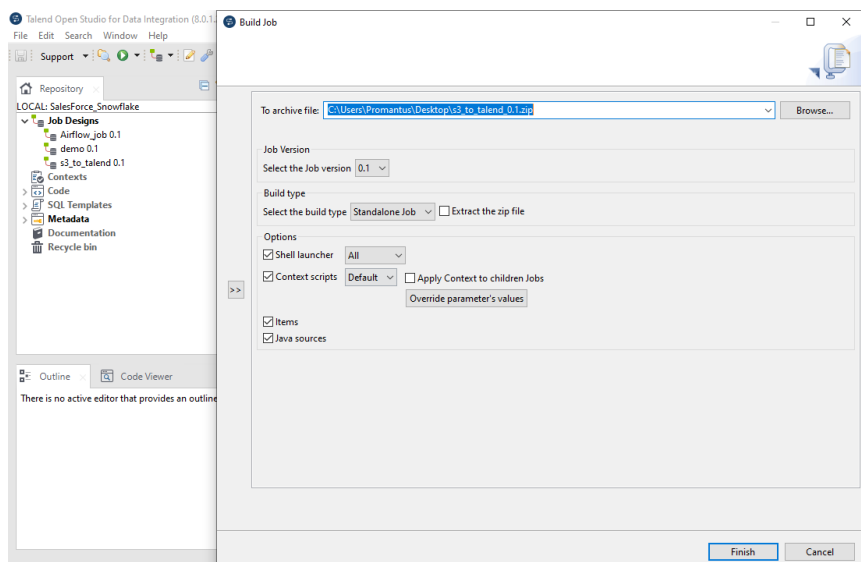 Talend Open Studio for Data Integration (8.0.1.
File Edit Search Window Help
Support
Repository
LOCAL: SalesForce_Snowflake
Job Designs
Airflow_job 0.1
demo 0.1
s3_to_talend 0.1
Contexts
Code
SQL Templates
Metadata
Documentation
Recycle bin
Outline
Code Viewer
There is no active editor that provides an outline
Build Job
To archive file:
C:\Users\Promantus\Desktop\s3_to_talend_0.1.zip
Browse...
Job Version
Select the Job version 0.1
Build type
Select the build type Standalone Job Extract the zip file
Options
Shell launcher All
Context scripts Default Apply Context to children Jobs
>>
Override parameter's values
Items
Java sources
Finish
Cancel